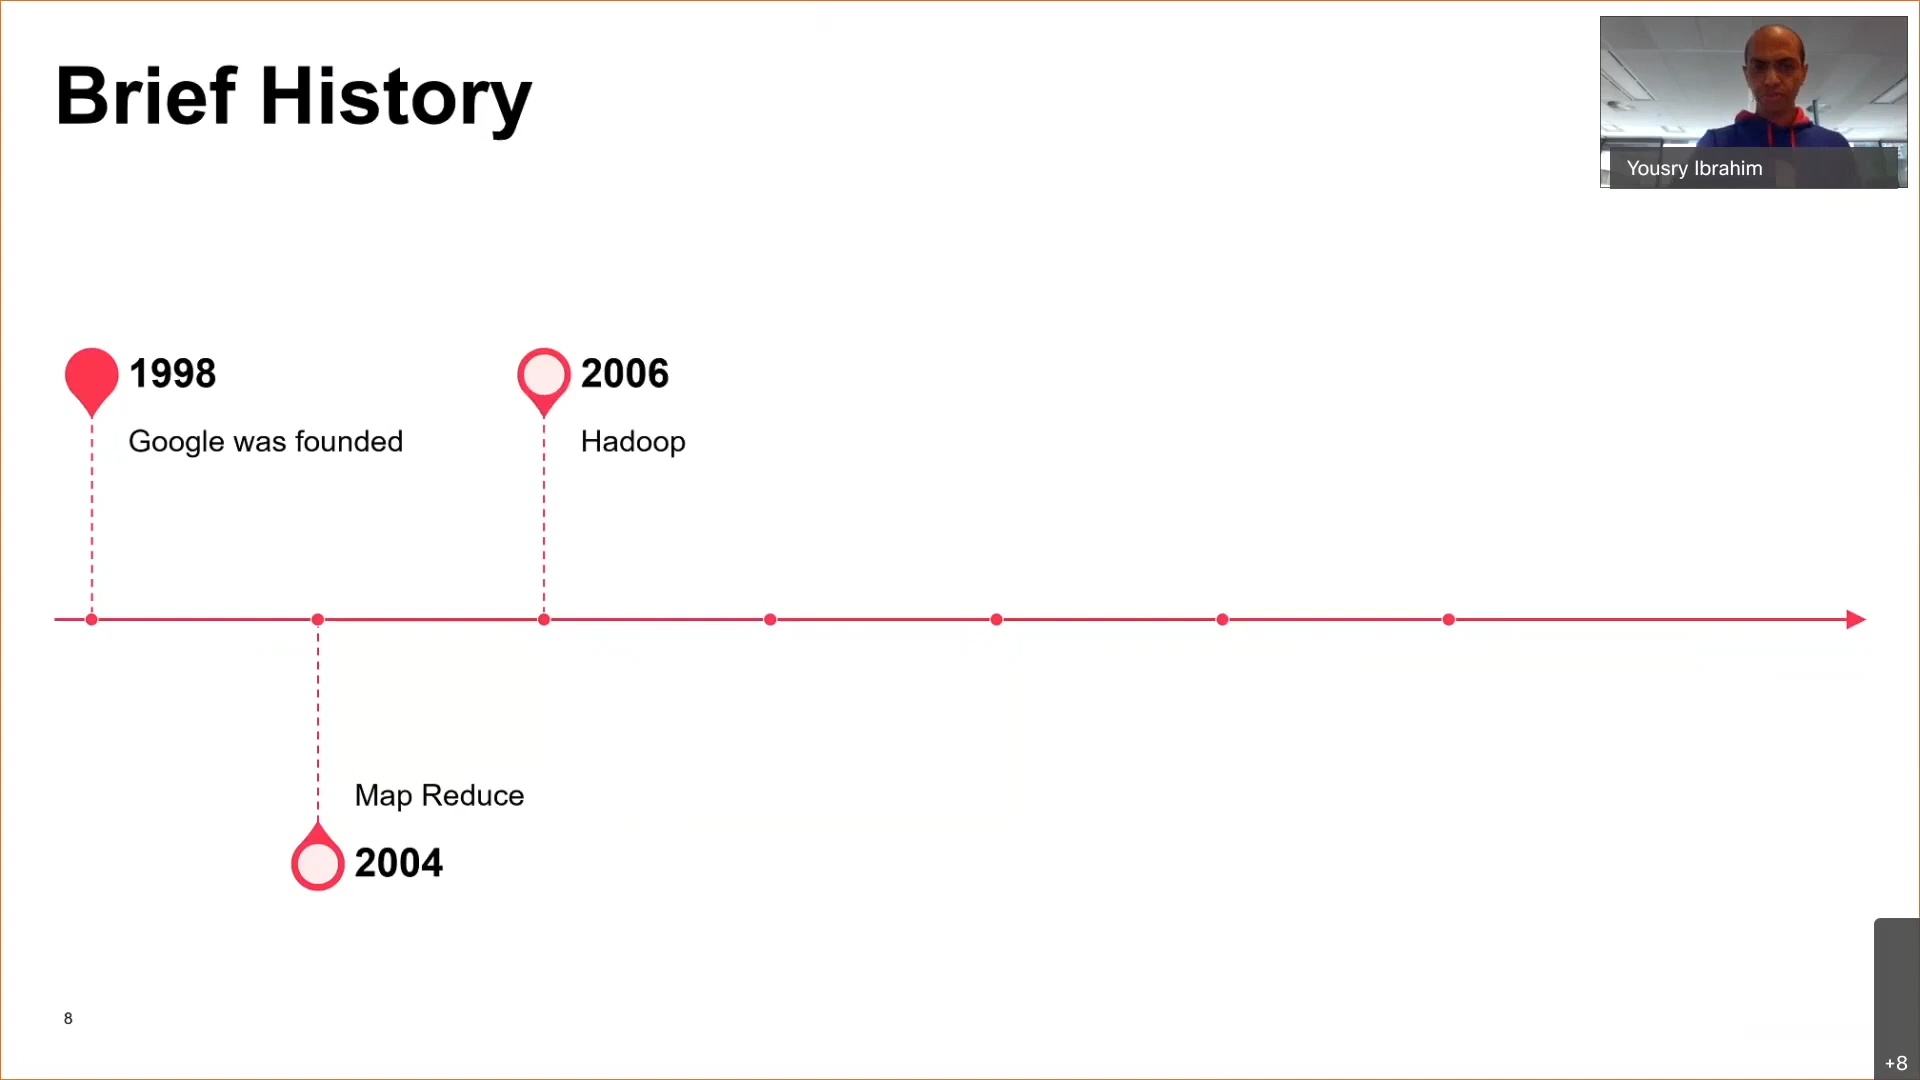 Brief History
Yousry Ibrahim
1998
Google was founded
2006
Hadoop
Map Reduce
2004
8
+8